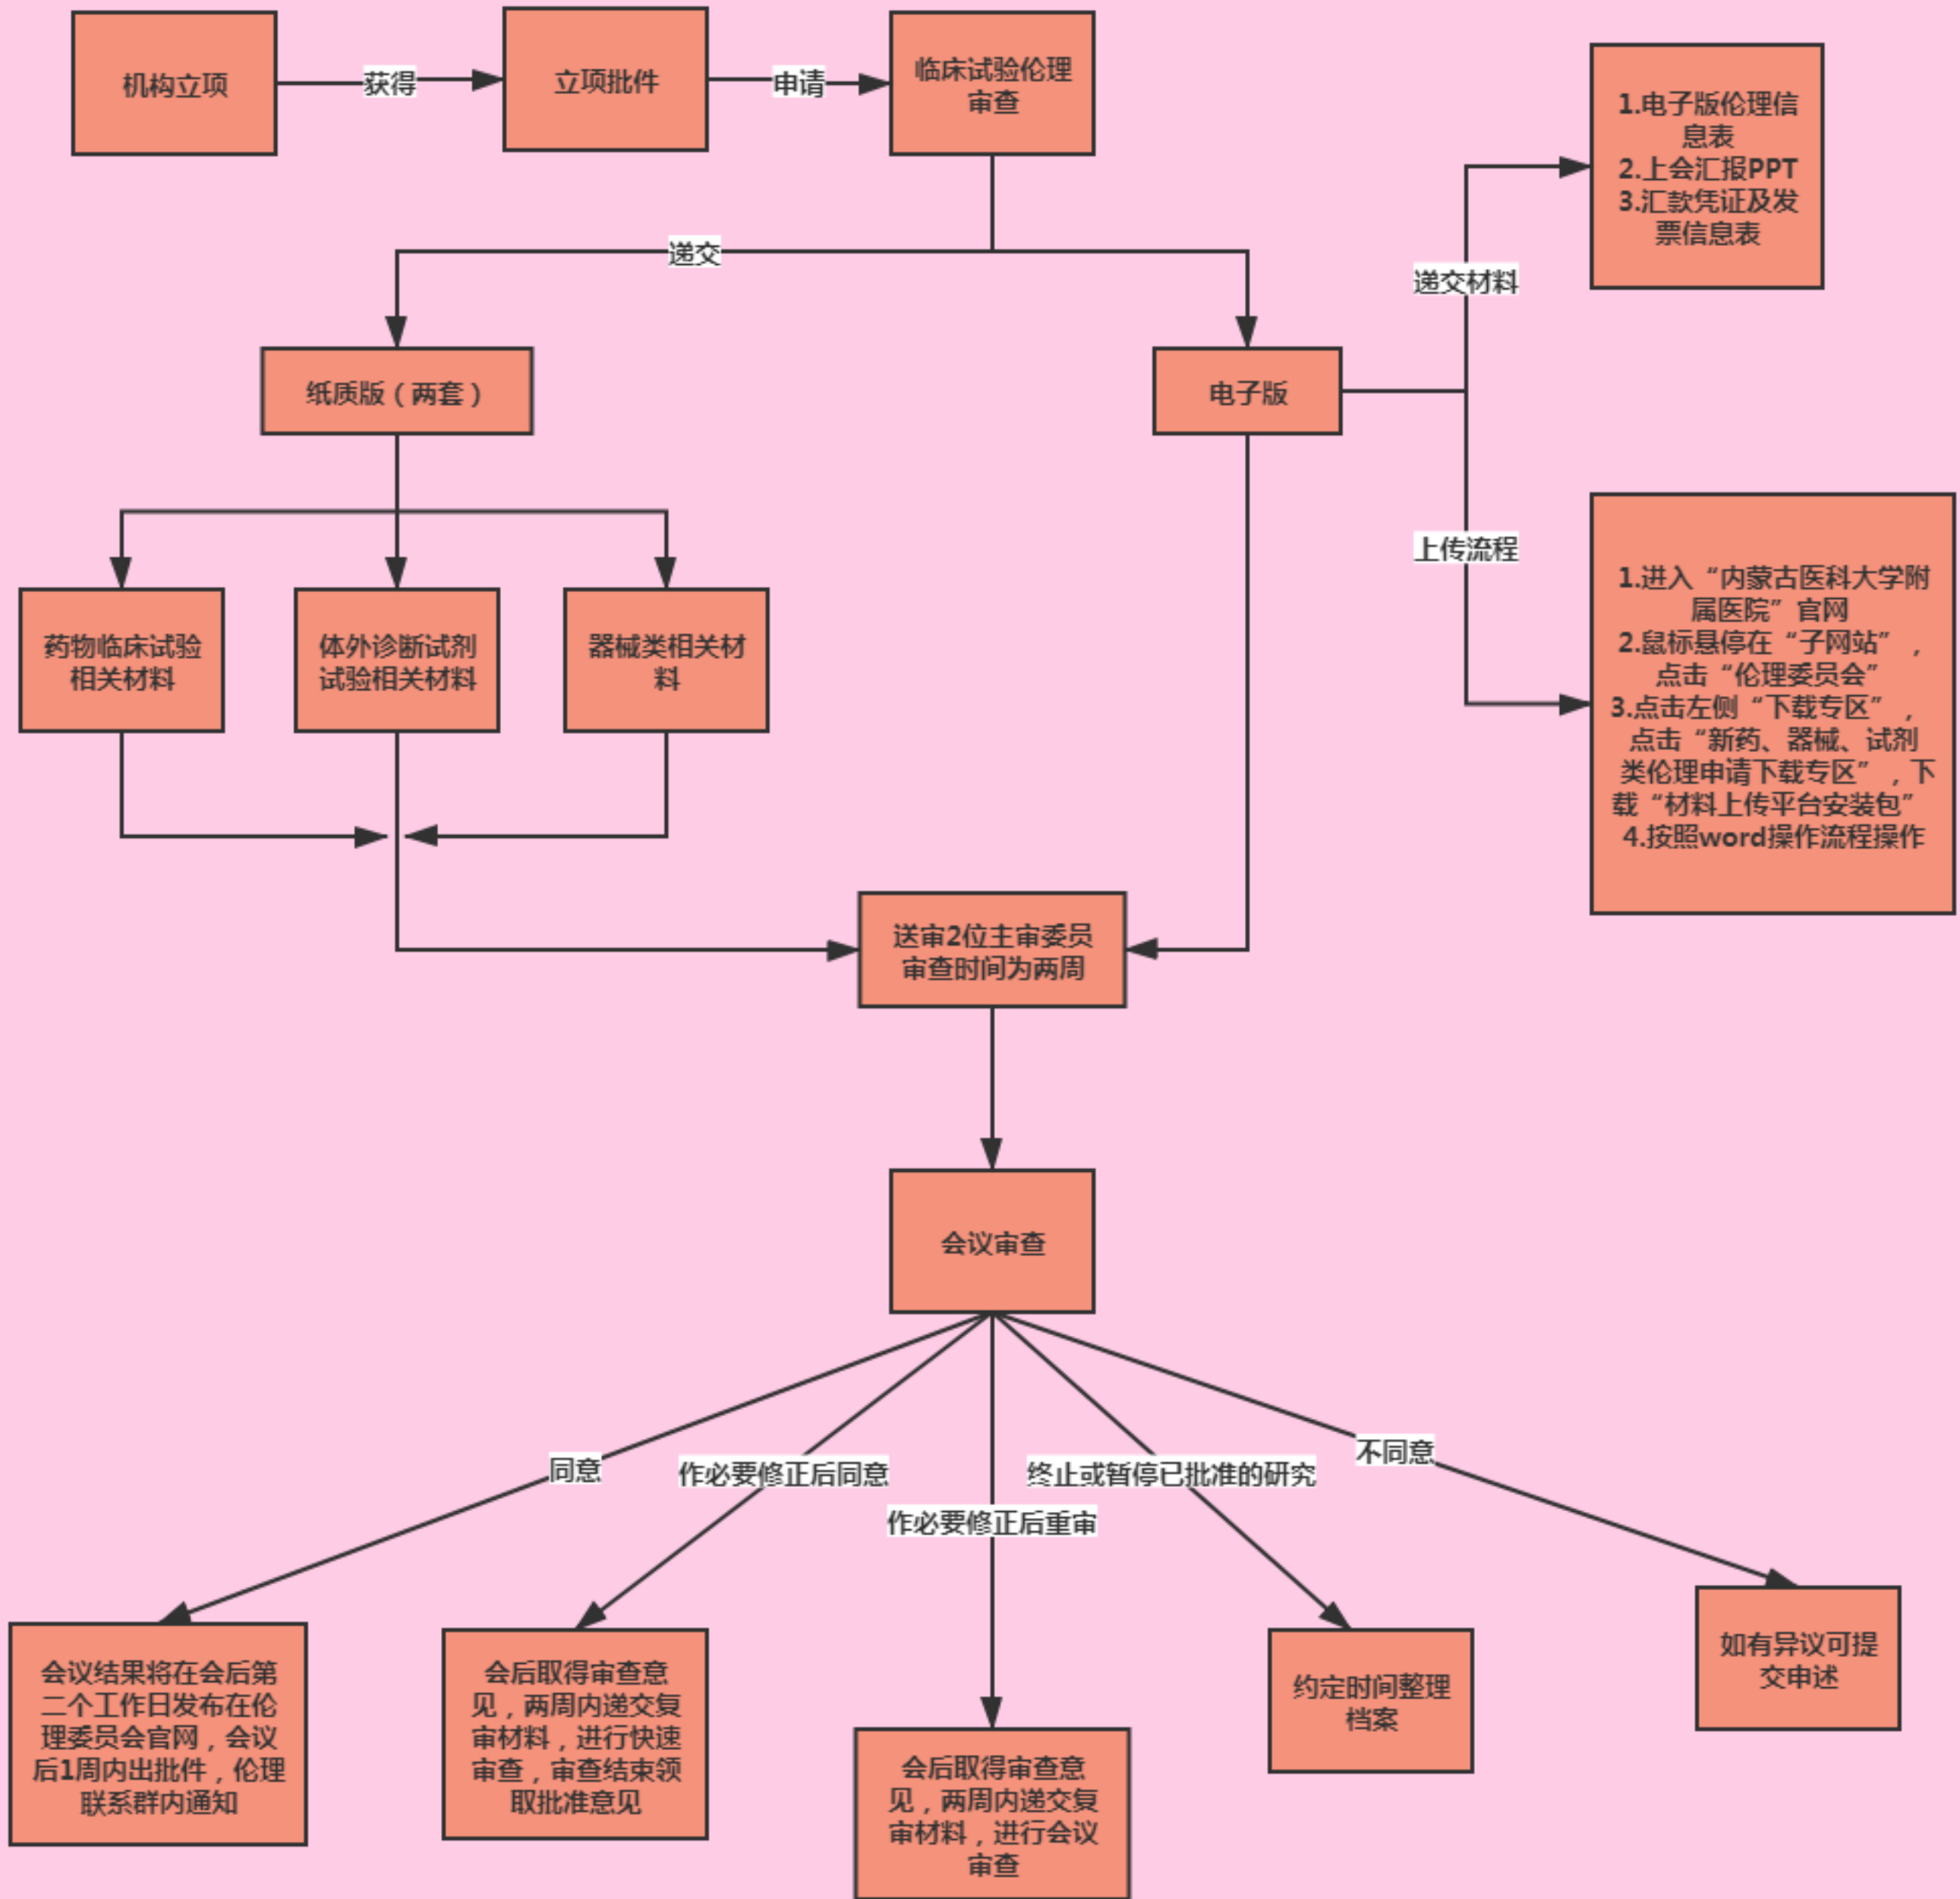 机构立项
获得
立项批件
申请
临床试验伦理
审查
1.电子版伦理信
息表
2.上会汇报PPT
3.汇款凭证及发
票信息表
递交
递交材料
纸质版（两套）
电子版
上传流程
1.进入“内蒙古医科大学附
属医院”官网
2.鼠标悬停在“子网站”，
点击“伦理委员会”
3.点击左侧“下载专区”，
点击“新药、器械、试剂
类伦理申请下载专区”，下
载“材料上传平台安装包”
4.按照word操作流程操作
药物临床试验
相关材料
体外诊断试剂
试验相关材料
器械类相关材
料
送审2位主审委员
审查时间为两周
会议审查
同意
作必要修正后同意
作必要修正后重审
终止或暂停已批准的研究
不同意
会议结果将在会后第
二个工作日发布在伦
理委员会官网，会议
后1周内出批件，伦理
联系群内通知
会后取得审查意
见，两周内递交复
审材料，进行快速
审查，审查结束领
取批准意见
会后取得审查意
见，两周内递交复
审材料，进行会议
审查
约定时间整理
档案
如有异议可提
交申述